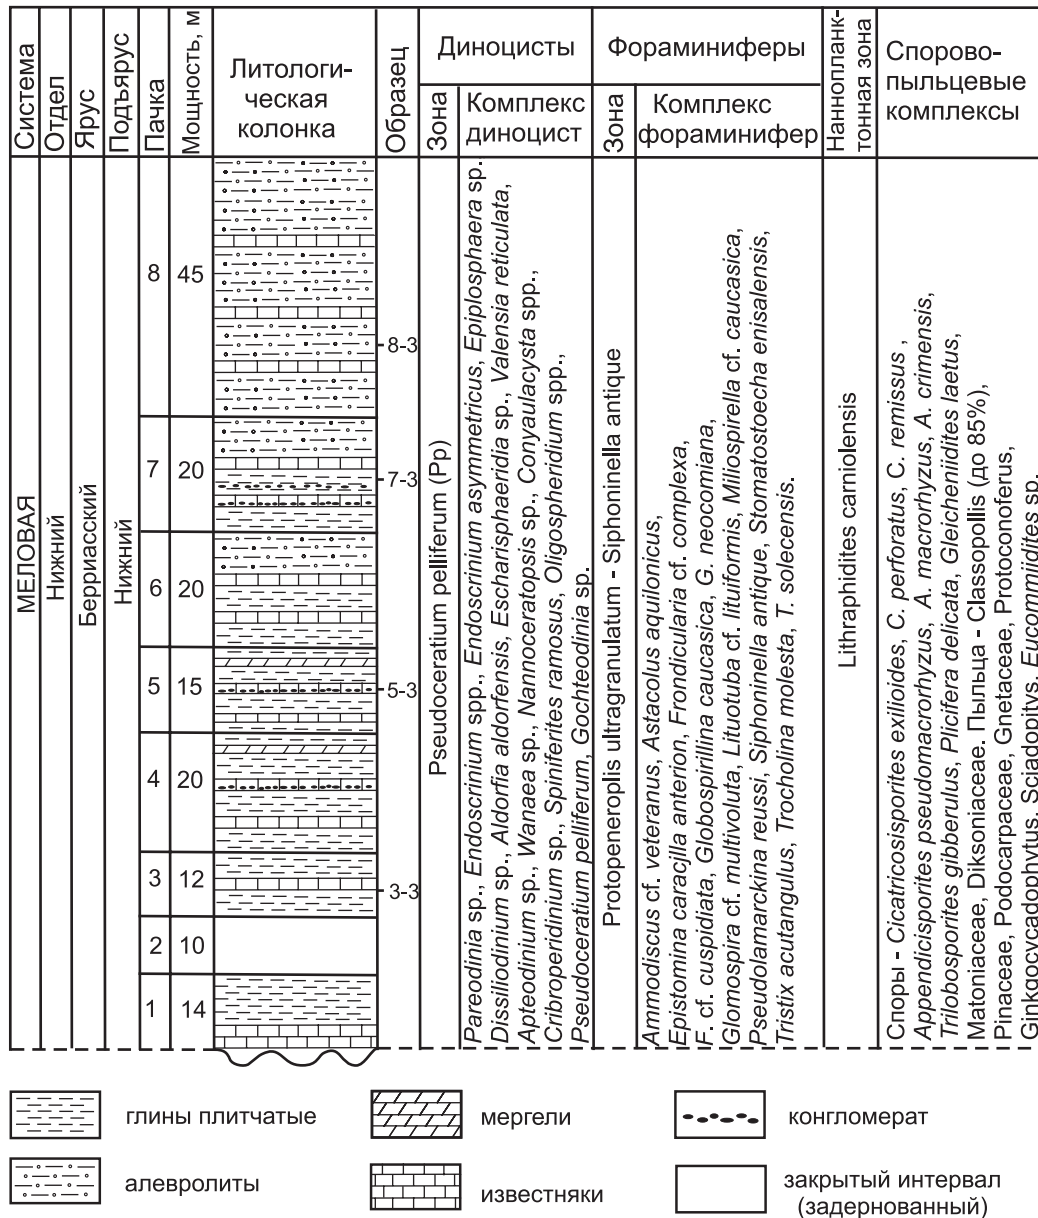 Система
Отдел
Ярус
Подъярус
Пачка
Мощность, м
Литологи-
ческая
колонка
Образец
Диноцисты
Зона
Комплекс
диноцист
Фораминиферы
Зона
Комплекс
фораминифер
Наннопланк-
тонная зона
Спорово-
пыльцевые
комплексы
МЕЛОВАЯ
Нижний
Берриасский
Нижний
8 45
8-3
7 20
7-3
6 20
5 15
5-3
4 20
3 12
3-3
2 10
1 14
Pseudoceratium pelliferum (Pp)
Pareodinia sp., Endoscrinium spp., Endoscrinium asymmetricus, Epiplosphaera sp.
Dissiliodinium sp., Aldorfia aldorfensis, Escharisphaeridia sp., Valensia reticulata,
Apteodinium sp., Wanaea sp., Nannoceratopsis sp., Conyaulacysta spp.,
Cribroperidinium sp., Spiniferites ramosus, Oligospheridium spp.,
Pseudoceratium pelliferum, Gochteodinia sp.
Protopeneroplis ultragranulatum - Siphoninella antique
Ammodiscus cf. veteranus, Astacolus aquilonicus,
Epistomina caracjlla anterion, Frondicularia cf. complexa,
F. cf. cuspidiata, Globospirillina caucasica, G. neocomiana,
Glomospira cf. multivoluta, Lituotuba cf. lituiformis, Miliospirella cf. caucasica,
Pseudolamarckina reussi, Siphoninella antique, Stomatostoecha enisalensis,
Tristix acutangulus, Trocholina molesta, T. solecensis.
Lithraphidites carniolensis
Споры - Cicatricosisporites exilioides, C. perforatus, C. remissus ,
Appendicisporites pseudomacrorhyzus, A. macrorhyzus, A. crimensis,
Trilobosporites gibberulus, Plicifera delicata, Gleicheniidites laetus,
Matoniaceae, Diksoniaceae. Пыльца - Classopollis (до 85%),
Pinaceae, Podocarpaceae, Gnetaceae, Protoconoferus,
Ginkgocycadophytus, Sciadopitys, Eucommiidites sp.
глины плитчатые
мергели
конгломерат
алевролиты
известняки
закрытый интервал
(задернованный)